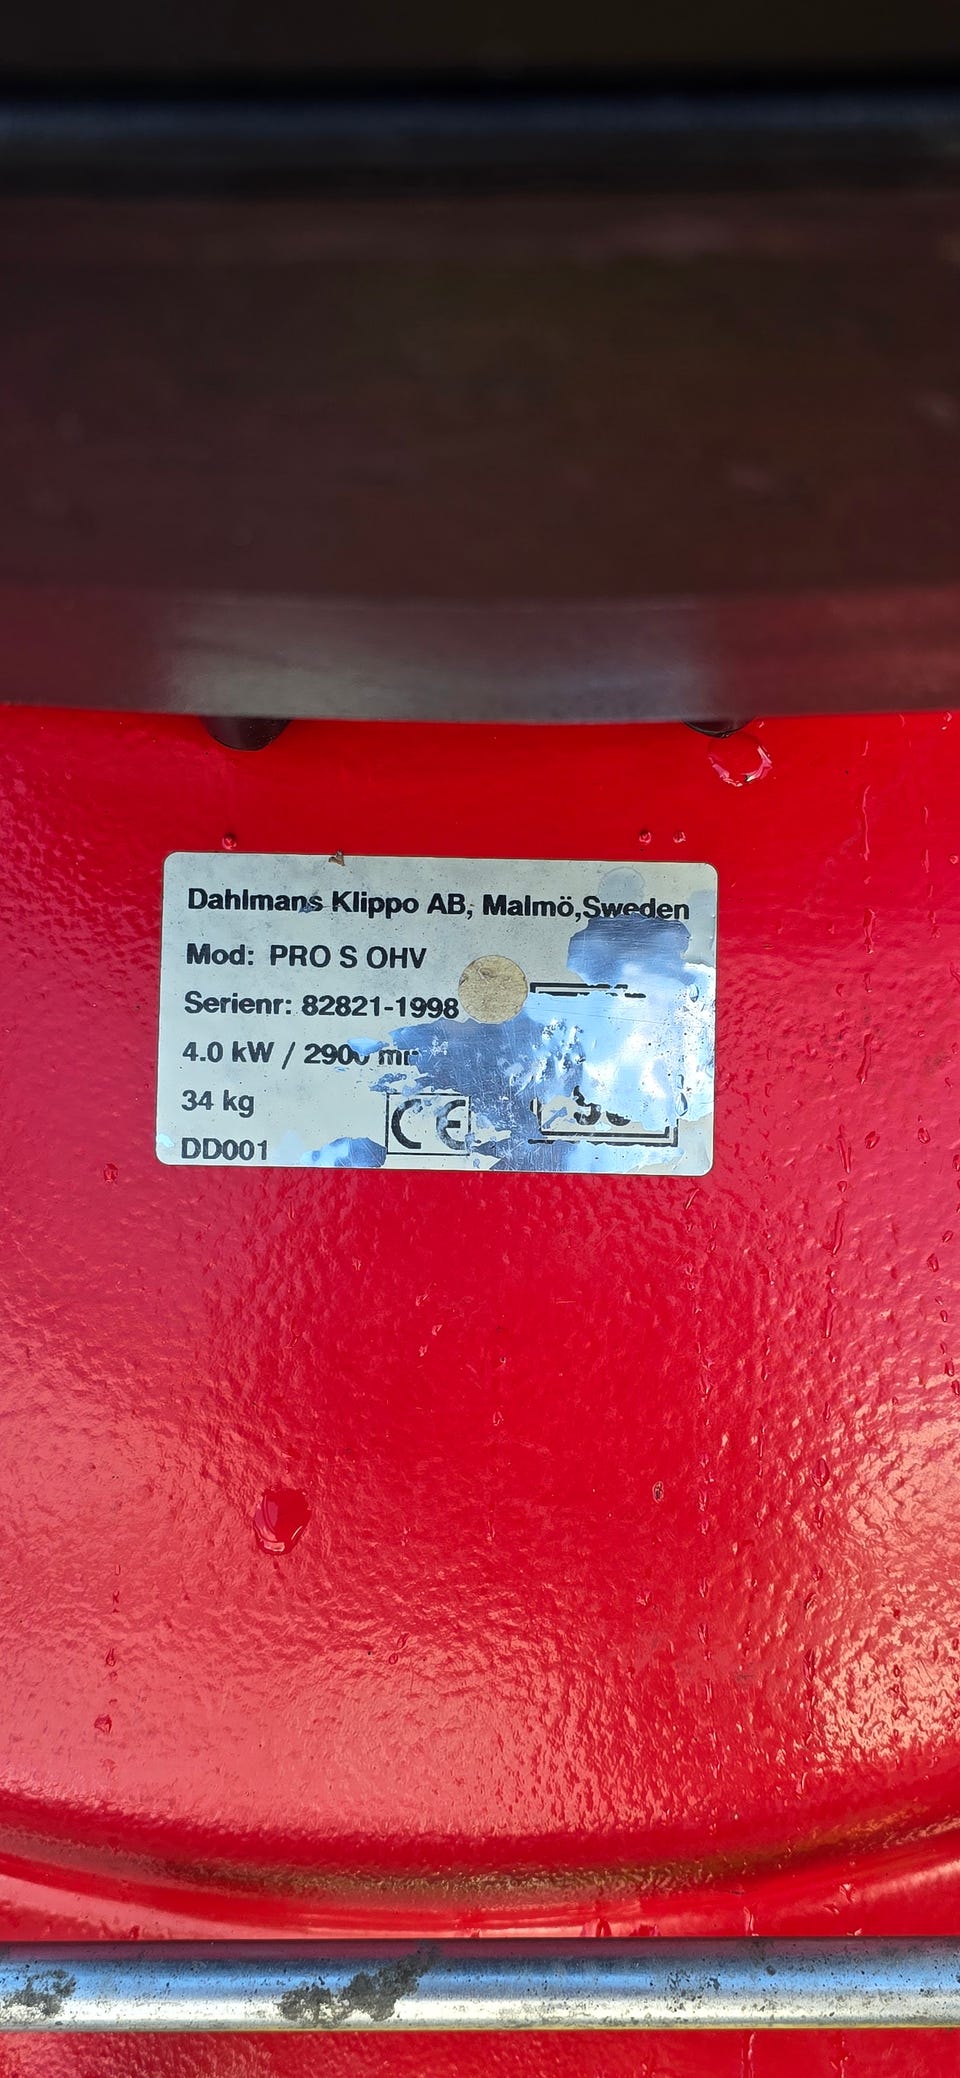 Dahlmans Klippo AB, Malmö,Sweden
Mod: PRO S OHV
Serienr: 82821-1998
4.0 kW / 2900
34 kg
CE
DD001